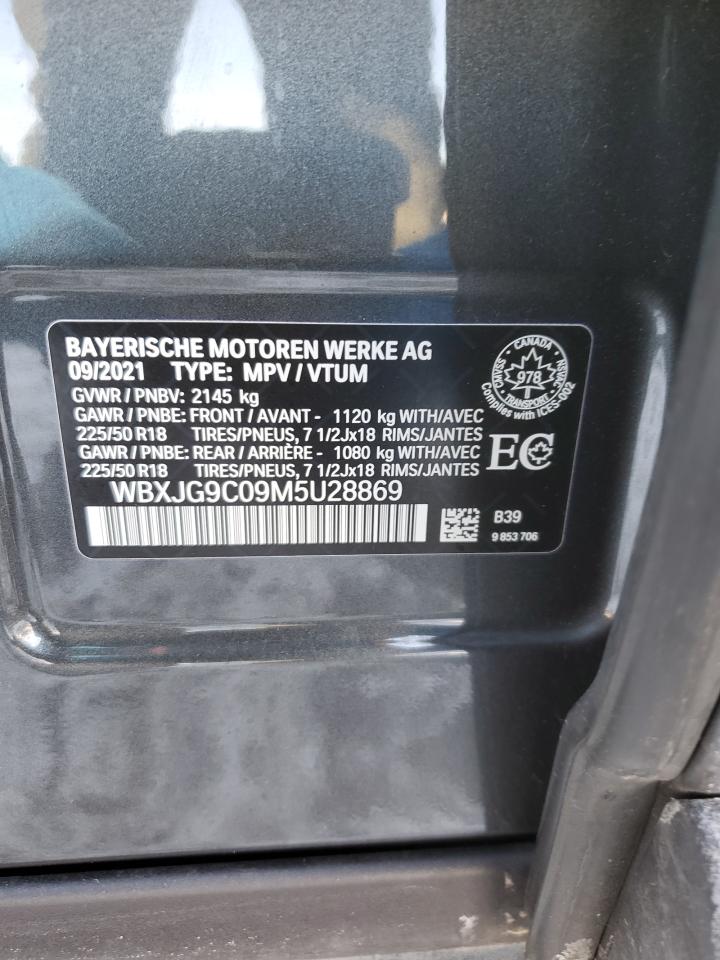 BAYERISCHE MOTOREN WERKE AG
09/2021 TYPE: MPV / VTUM
GVWR / PNBV: 2145 kg
GAWR / PNBE: FRONT / AVANT - 1120 kg WITH/AVEC
225/50 R18 TIRES/PNEUS, 7 1/2Jx18 RIMS/JANTES
GAWR / PNBE: REAR / ARRIÈRE - 1080 kg WITH/AVEC
225/50 R18 TIRES/PNEUS, 7 1/2Jx18 RIMS/JANTES
WBXJG9C09M5U28869
CANADA
CMVSS
NSVAC
978
TRANSPORT
Complies with ICES-002
EC
B39
9 853 706